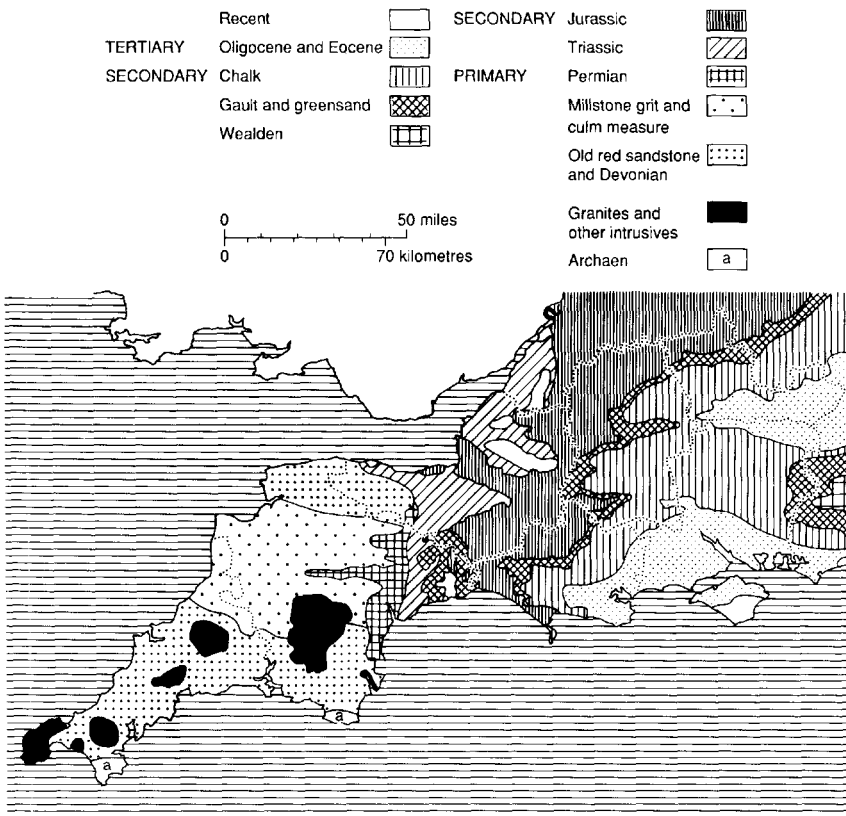 Recent
TERTIARY Oligocene and Eocene
SECONDARY Chalk
Gault and greensand
Wealden
SECONDARY Jurassic
Triassic
PRIMARY Permian
Millstone grit and
culm measure
Old red sandstone
and Devonian
Granites and
other intrusives
Archaen a
0 50 miles
0 70 kilometres
a
a